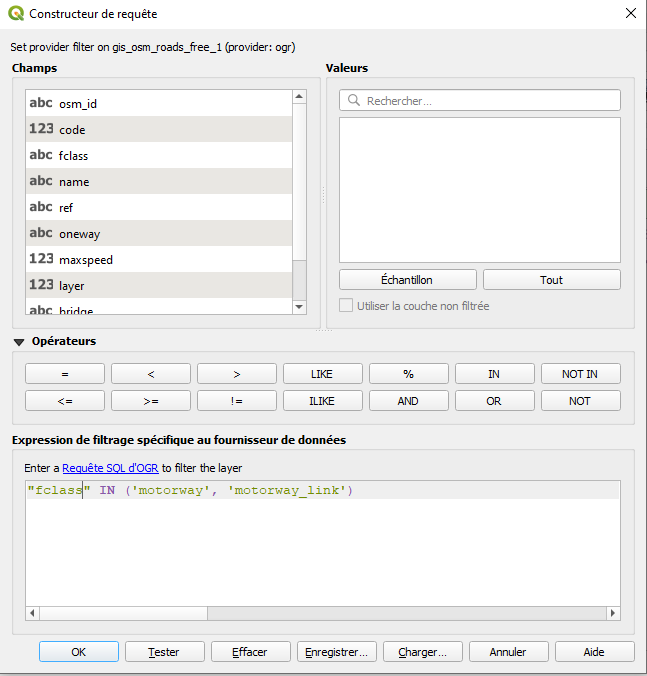 Constructeur de requête
Set provider filter on gis_osm_roads_free_1 (provider: ogr)
Champs
abc osm_id
123 code
abc fclass
abc name
abc ref
abc oneway
123 maxspeed
123 layer
abc bridge
Valeurs
Rechercher...
Échantillon
Tout
Utiliser la couche non filtrée
Opérateurs
= < > LIKE % IN NOT IN
<= >= != ILIKE AND OR NOT
Expression de filtrage spécifique au fournisseur de données
Enter a Requête SQL d'OGR to filter the layer
"fclass" IN ('motorway', 'motorway_link')
OK Tester Effacer Enregistrer... Charger... Annuler Aide